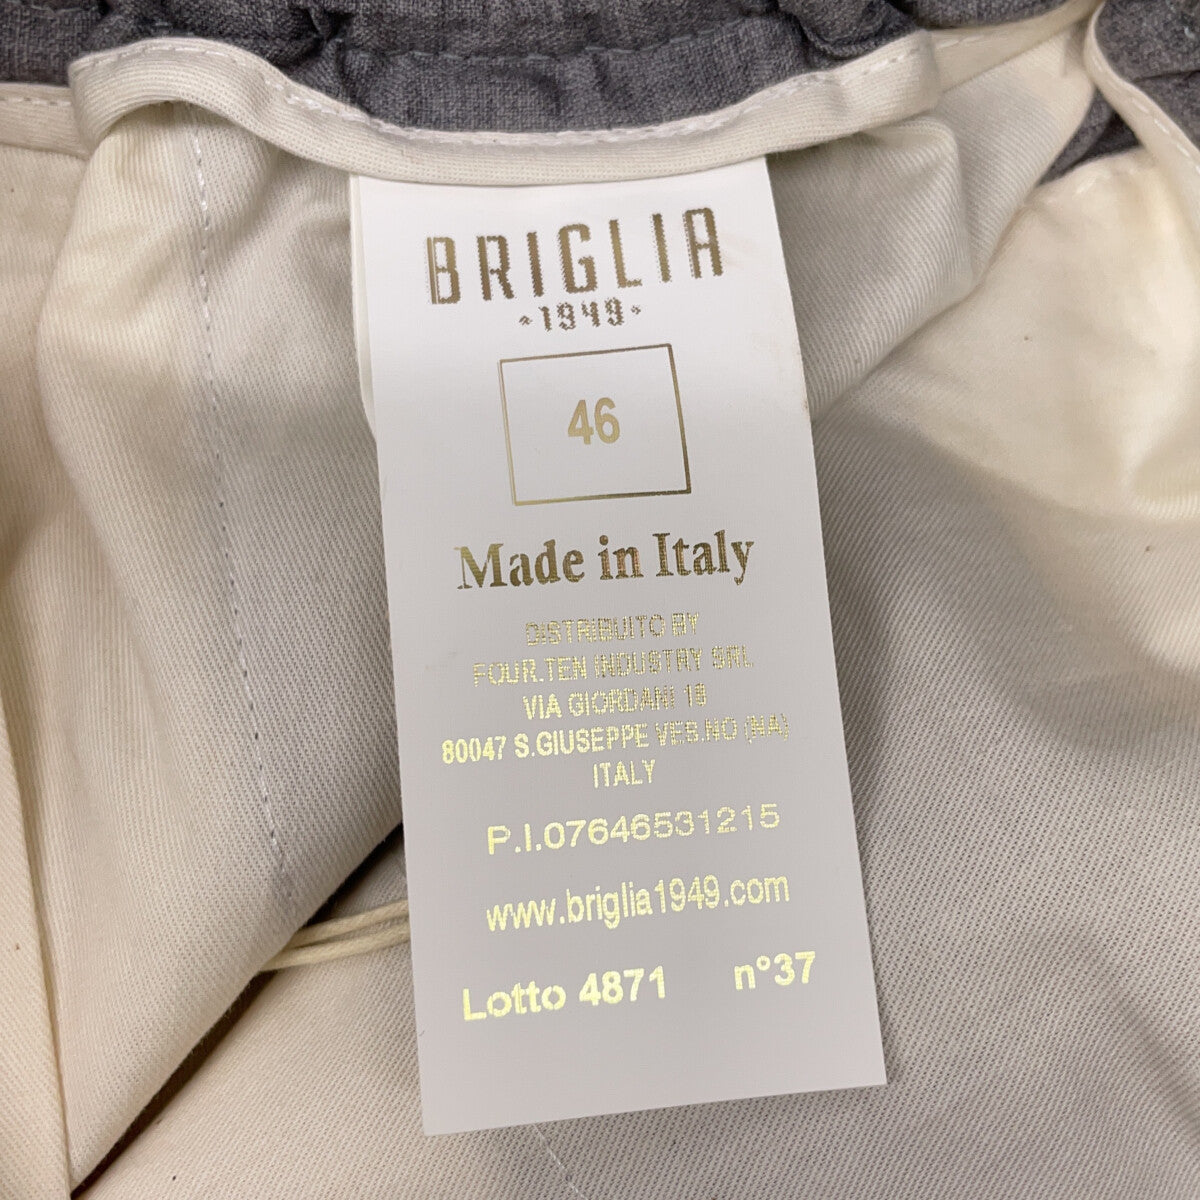 BRIGLIA
1949
46
Made in Italy
DISTRIBUITO BY
FOUR.TEN INDUSTRY SRL
VIA GIORDANI 18
80047 S.GIUSEPPE VES.NO (NA)
ITALY
P.I.07646531215
www.briglia1949.com
Lotto 4871 n°37